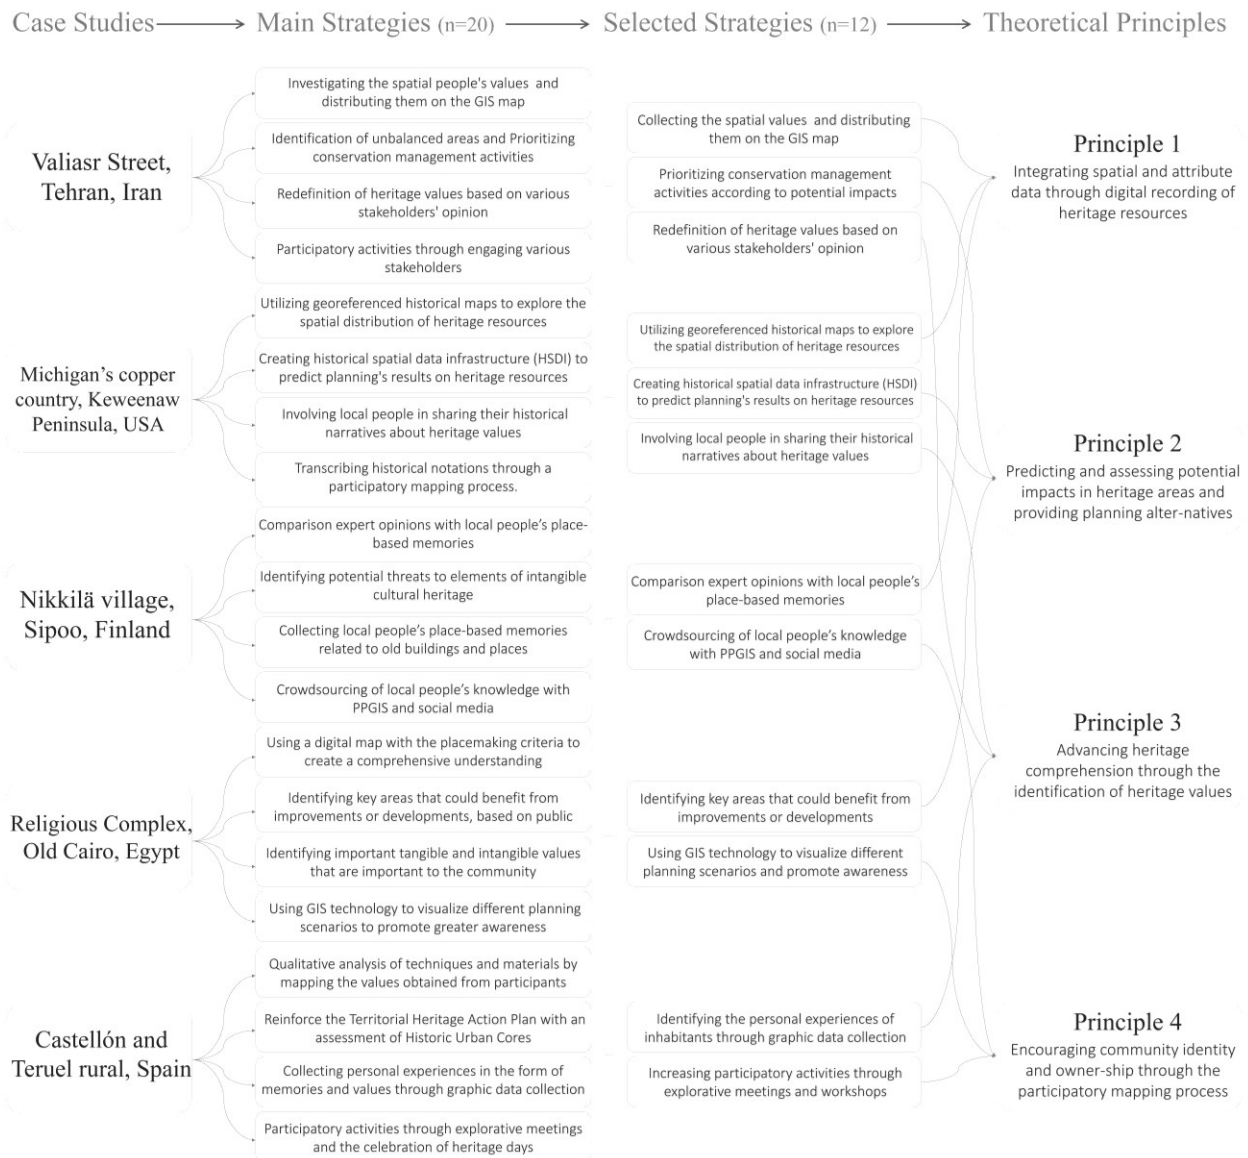 Case Studies
Main Strategies (n=20)
Selected Strategies (n=12)
Theoretical Principles
Valiasr Street,
Tehran, Iran
Investigating the spatial people's values and
distributing them on the GIS map
Identification of unbalanced areas and Prioritizing
conservation management activities
Redefinition of heritage values based on various
stakeholders' opinion
Participatory activities through engaging various
stakeholders
Michigan's copper
country, Keweenaw
Peninsula, USA
Utilizing georeferenced historical maps to explore the
spatial distribution of heritage resources
Creating historical spatial data infrastructure (HSDI) to
predict planning's results on heritage resources
Involving local people in sharing their historical
narratives about heritage values
Transcribing historical notations through a
participatory mapping process.
Nikkilä village,
Sipoo, Finland
Comparison expert opinions with local people's place-
based memories
Identifying potential threats to elements of intangible
cultural heritage
Collecting local people's place-based memories
related to old buildings and places
Crowdsourcing of local people's knowledge with
PPGIS and social media
Religious Complex,
Old Cairo, Egypt
Using a digital map with the placemaking criteria to
create a comprehensive understanding
Identifying key areas that could benefit from
improvements or developments, based on public
Identifying important tangible and intangible values
that are important to the community
Using GIS technology to visualize different planning
scenarios to promote greater awareness
Castellón and
Teruel rural, Spain
Qualitative analysis of techniques and materials by
mapping the values obtained from participants
Reinforce the Territorial Heritage Action Plan with an
assessment of Historic Urban Cores
Collecting personal experiences in the form of
memories and values through graphic data collection
Participatory activities through explorative meetings
and the celebration of heritage days
Collecting the spatial values and distributing
them on the GIS map
Prioritizing conservation management
activities according to potential impacts
Redefinition of heritage values based on
various stakeholders' opinion
Utilizing georeferenced historical maps to explore
the spatial distribution of heritage resources
Creating historical spatial data infrastructure (HSDI)
to predict planning's results on heritage resources
Involving local people in sharing their historical
narratives about heritage values
Comparison expert opinions with local people's
place-based memories
Crowdsourcing of local people's knowledge
with PPGIS and social media
Identifying key areas that could benefit from
improvements or developments
Using GIS technology to visualize different
planning scenarios and promote awareness
Identifying the personal experiences of
inhabitants through graphic data collection
Increasing participatory activities through
explorative meetings and workshops
Principle 1
Integrating spatial and attribute
data through digital recording of
heritage resources
Principle 2
Predicting and assessing potential
impacts in heritage areas and
providing planning alter-natives
Principle 3
Advancing heritage
comprehension through the
identification of heritage values
Principle 4
Encouraging community identity
and owner-ship through the
participatory mapping process